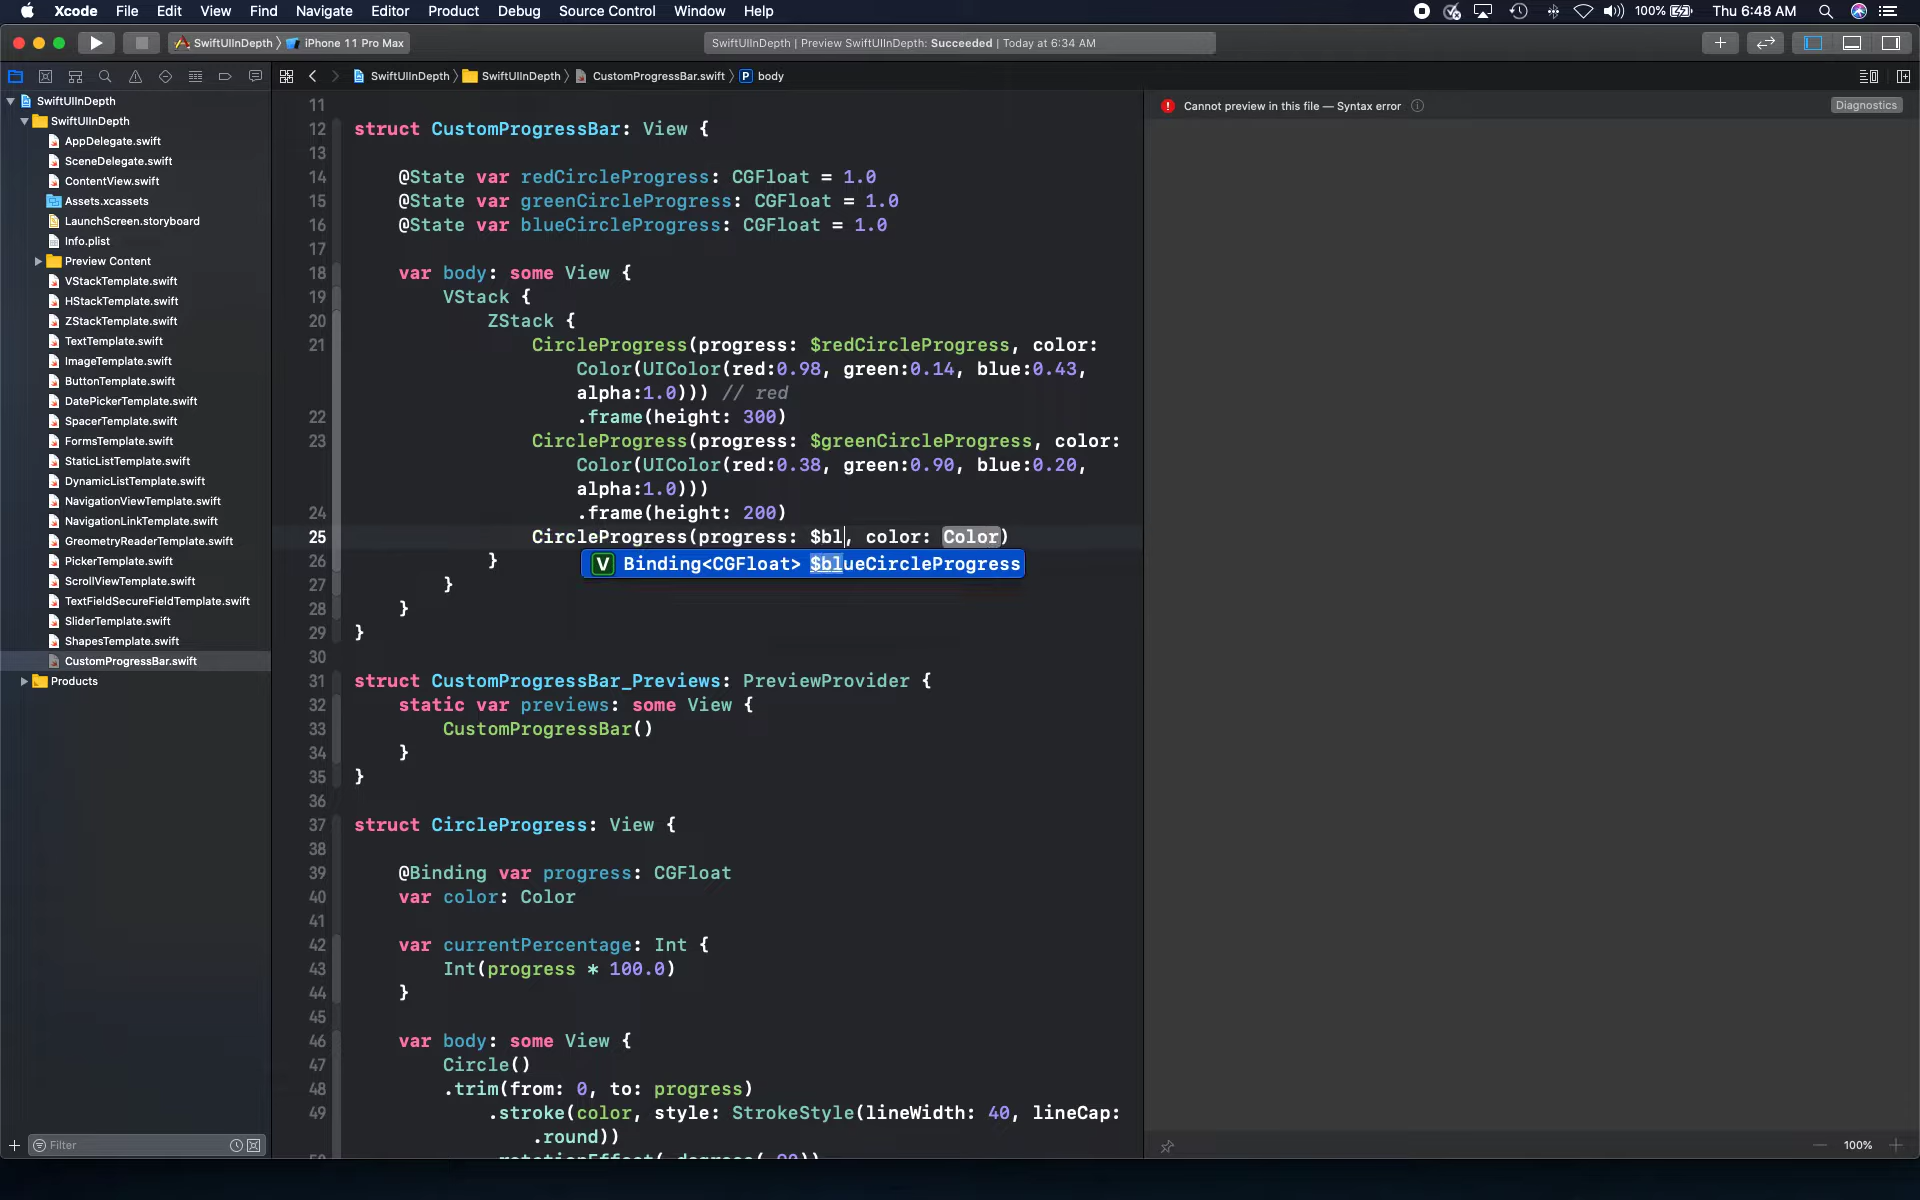 Xcode File Edit View Find Navigate Editor Product Debug Source Control Window Help 100% Thu 6:48 AM
SwiftUIInDepth iPhone 11 Pro Max SwiftUIInDepth | Preview SwiftUIInDepth: Succeeded | Today at 6:34 AM
SwiftUIInDepth SwiftUIInDepth CustomProgressBar.swift P body
SwiftUIInDepth
SwiftUIInDepth
AppDelegate.swift
SceneDelegate.swift
ContentView.swift
Assets.xcassets
LaunchScreen.storyboard
Info.plist
Preview Content
VStackTemplate.swift
HStackTemplate.swift
ZStackTemplate.swift
TextTemplate.swift
ImageTemplate.swift
ButtonTemplate.swift
DatePickerTemplate.swift
SpacerTemplate.swift
FormsTemplate.swift
StaticListTemplate.swift
DynamicListTemplate.swift
NavigationViewTemplate.swift
NavigationLinkTemplate.swift
GreometryReaderTemplate.swift
PickerTemplate.swift
ScrollViewTemplate.swift
TextFieldSecureFieldTemplate.swift
SliderTemplate.swift
ShapesTemplate.swift
CustomProgressBar.swift
Products
Filter
11
12 struct CustomProgressBar: View {
13
14 @State var redCircleProgress: CGFloat = 1.0
15 @State var greenCircleProgress: CGFloat = 1.0
16 @State var blueCircleProgress: CGFloat = 1.0
17
18 var body: some View {
19 VStack {
20 ZStack {
21 CircleProgress(progress: $redCircleProgress, color:
Color(UIColor(red:0.98, green:0.14, blue:0.43,
alpha:1.0))) // red
22 .frame(height: 300)
23 CircleProgress(progress: $greenCircleProgress, color:
Color(UIColor(red:0.38, green:0.90, blue:0.20,
alpha:1.0)))
24 .frame(height: 200)
25 CircleProgress(progress: $bl, color: Color)
26 }
V Binding<CGFloat> $blueCircleProgress
27 }
28 }
29 }
30
31 struct CustomProgressBar_Previews: PreviewProvider {
32 static var previews: some View {
33 CustomProgressBar()
34 }
35 }
36
37 struct CircleProgress: View {
38
39 @Binding var progress: CGFloat
40 var color: Color
41
42 var currentPercentage: Int {
43 Int(progress * 100.0)
44 }
45
46 var body: some View {
47 Circle()
48 .trim(from: 0, to: progress)
49 .stroke(color, style: StrokeStyle(lineWidth: 40, lineCap:
.round))
Cannot preview in this file — Syntax error Diagnostics
100%